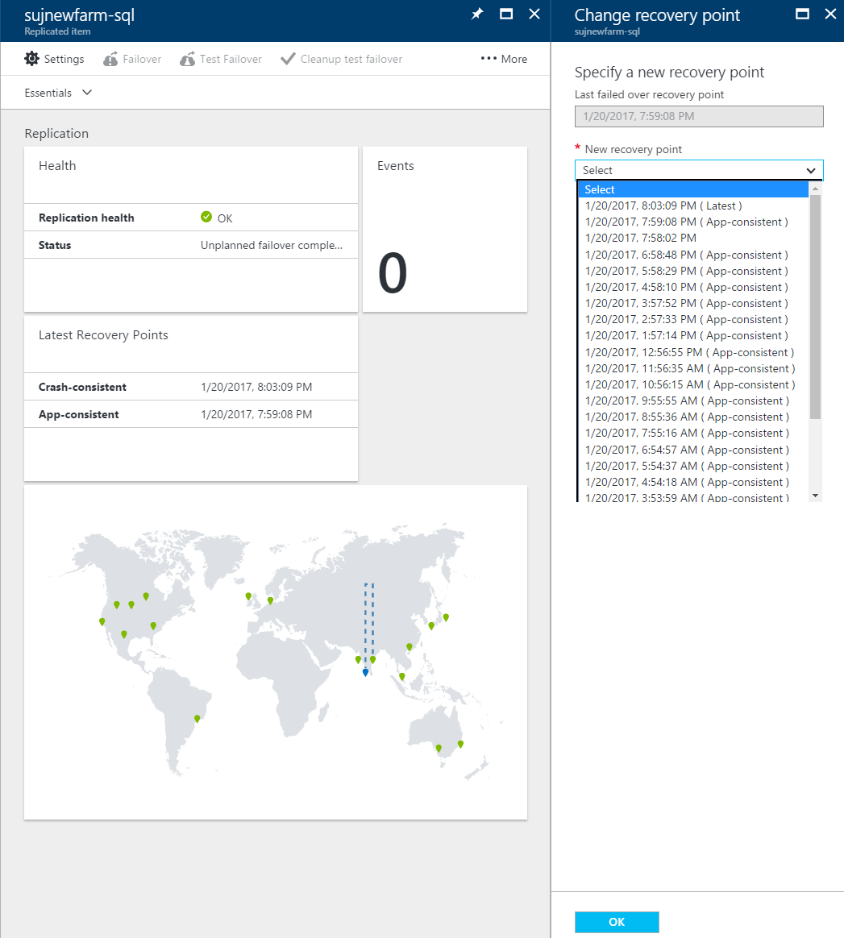 sujnewfarm-sql
Replicated item
Settings
Failover
Test Failover
Cleanup test failover
••• More
Essentials
Replication
Health
Replication health
OK
Status
Unplanned failover comple...
Events
0
Latest Recovery Points
Crash-consistent
1/20/2017, 8:03:09 PM
App-consistent
1/20/2017, 7:59:08 PM
Change recovery point
sujnewfarm-sql
Specify a new recovery point
Last failed over recovery point
1/20/2017, 7:59:08 PM
* New recovery point
Select
Select
1/20/2017, 8:03:09 PM ( Latest )
1/20/2017, 7:59:08 PM ( App-consistent )
1/20/2017, 7:58:02 PM
1/20/2017, 6:58:48 PM ( App-consistent )
1/20/2017, 5:58:29 PM ( App-consistent )
1/20/2017, 4:58:10 PM ( App-consistent )
1/20/2017, 3:57:52 PM ( App-consistent )
1/20/2017, 2:57:33 PM ( App-consistent )
1/20/2017, 1:57:14 PM ( App-consistent )
1/20/2017, 12:56:55 PM ( App-consistent )
1/20/2017, 11:56:35 AM ( App-consistent )
1/20/2017, 10:56:15 AM ( App-consistent )
1/20/2017, 9:55:55 AM ( App-consistent )
1/20/2017, 8:55:36 AM ( App-consistent )
1/20/2017, 7:55:16 AM ( App-consistent )
1/20/2017, 6:54:57 AM ( App-consistent )
1/20/2017, 5:54:37 AM ( App-consistent )
1/20/2017, 4:54:18 AM ( App-consistent )
1/20/2017, 3:53:59 AM ( App-consistent )
OK